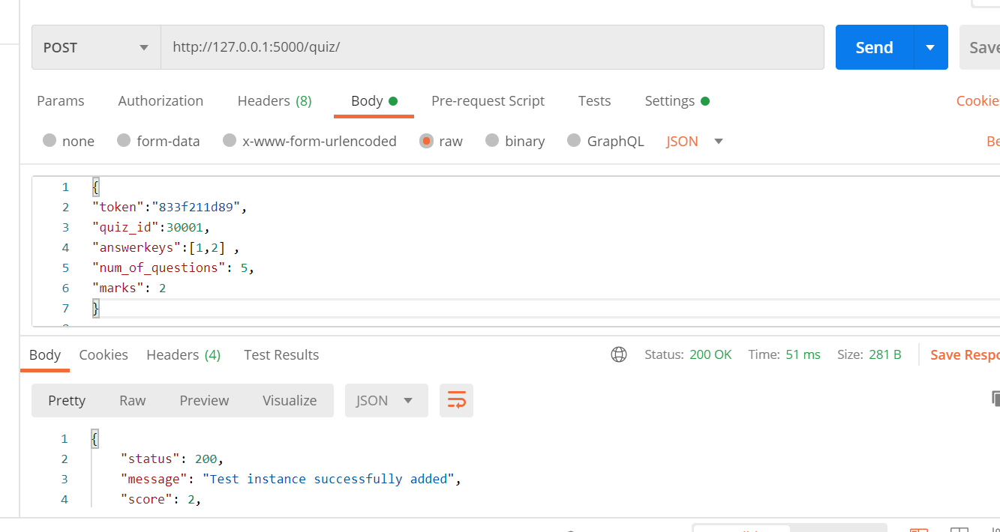 POST http://127.0.0.1:5000/quiz/ Send Save
Params Authorization Headers (8) Body Pre-request Script Tests Settings Cookies
none form-data x-www-form-urlencoded raw binary GraphQL JSON Be
1 {
2 "token":"833f211d89",
3 "quiz_id":30001,
4 "answerkeys":[1,2] ,
5 "num_of_questions": 5,
6 "marks": 2
7 }
Body Cookies Headers (4) Test Results Status: 200 OK Time: 51 ms Size: 281 B Save Respo
Pretty Raw Preview Visualize JSON
1 {
2 "status": 200,
3 "message": "Test instance successfully added",
4 "score": 2,